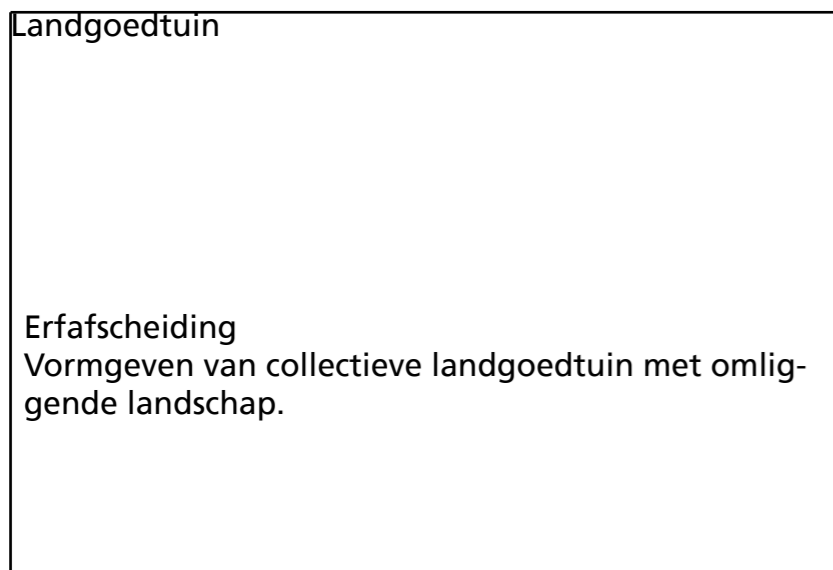 Landgoedtuin
Erfafscheiding
Vormgeven van collectieve landgoedtuin met omlig-
gende landschap.